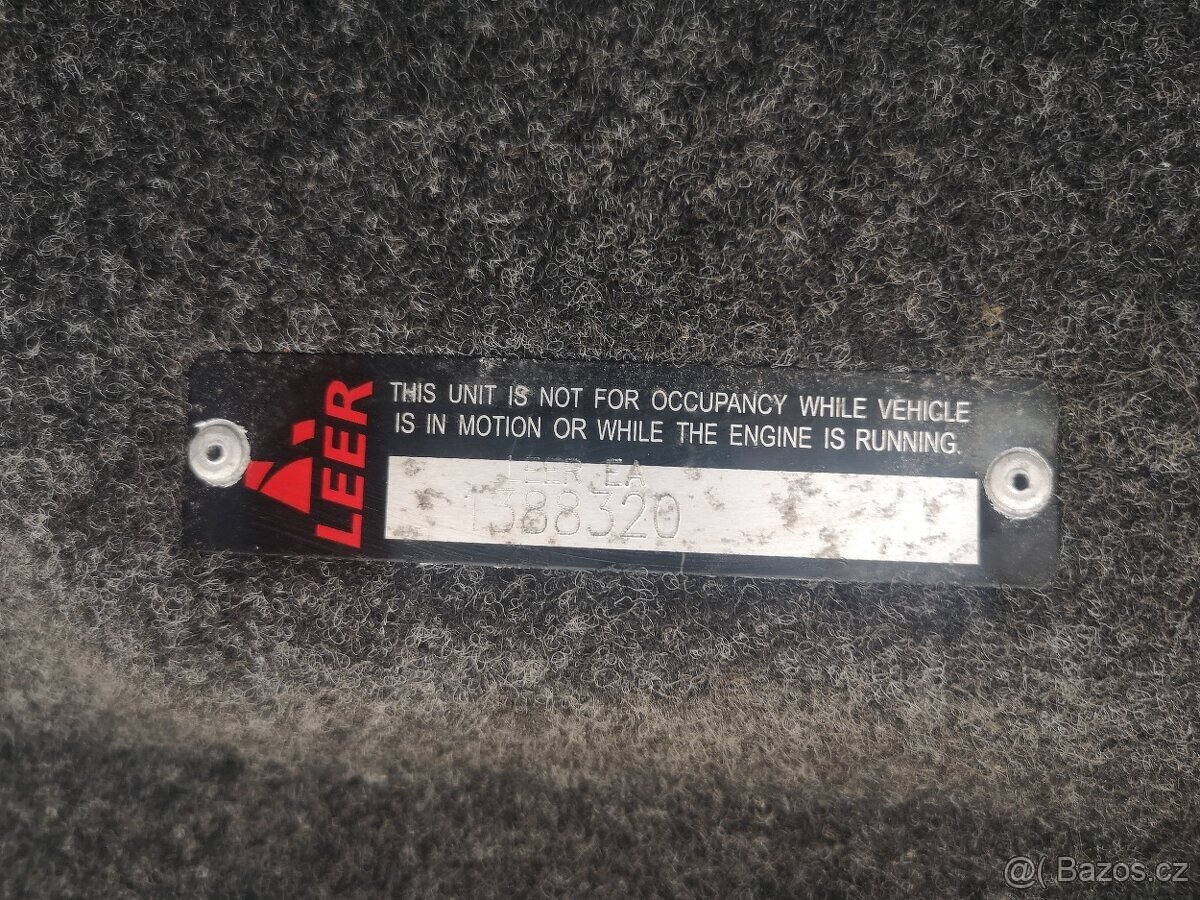 LEER
THIS UNIT IS NOT FOR OCCUPANCY WHILE VEHICLE
IS IN MOTION OR WHILE THE ENGINE IS RUNNING.
LEER EA
1388320
@( Bazos.cz